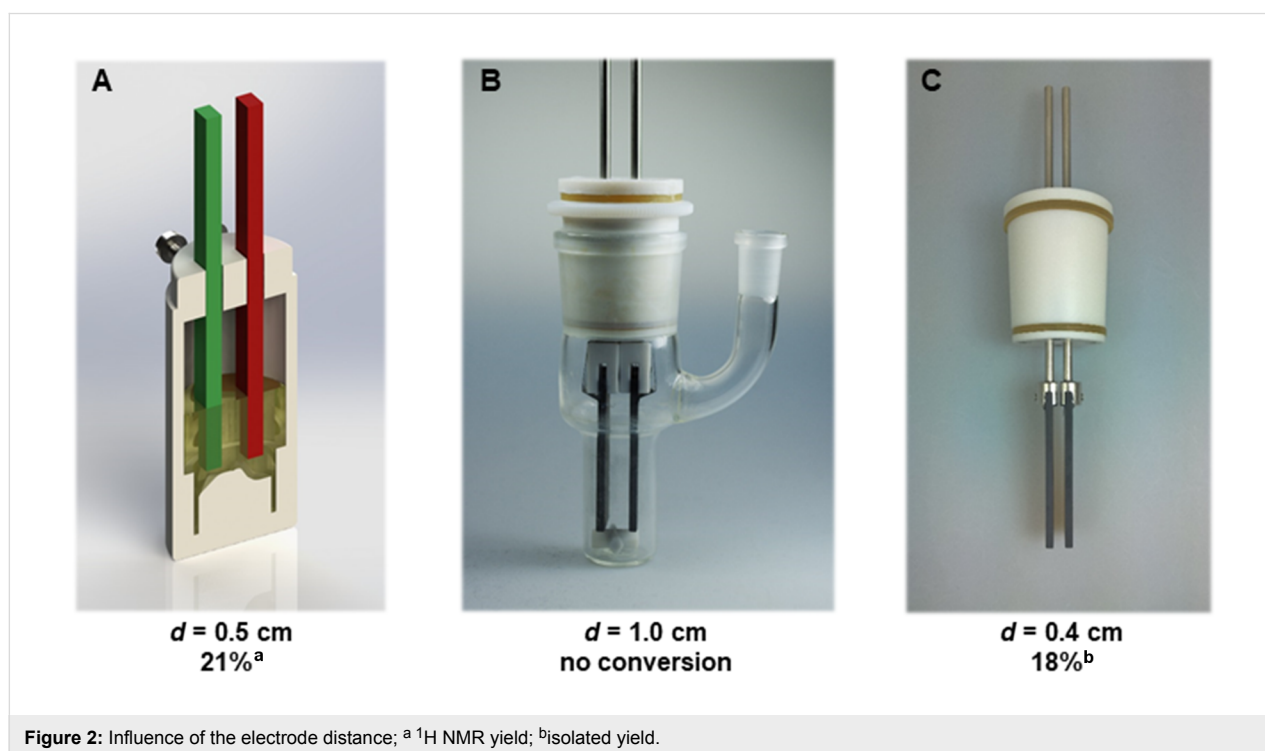 A
B
C
d = 0.5 cm
21%a
d = 1.0 cm
no conversion
d = 0.4 cm
18%b
Figure 2: Influence of the electrode distance; a 1H NMR yield; bisolated yield.